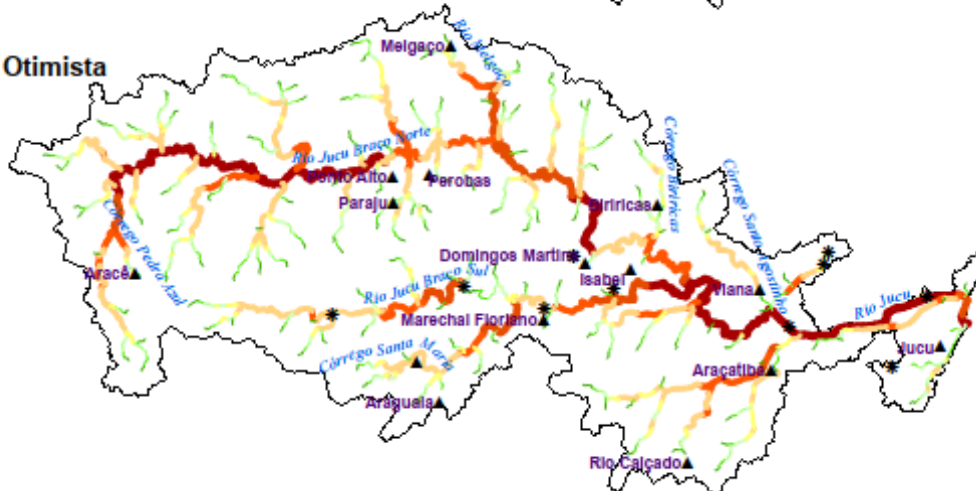 Otimista
Melgaço
Rio Melgaço
Rio Jucu Braço Norte
Ponto Alto
Perobas
Paraju
Biriricas
Córrego Biriricas
Córrego Santo Agostinho
Córrego Pedra Azul
Aracê
Domingos Martins
Isabel
Viana
Rio Jucu Braço Sul
Rio Jucu
Marechal Floriano
Córrego Santa Maria
Jucu
Araçatiba
Araguaia
Rio Calçado